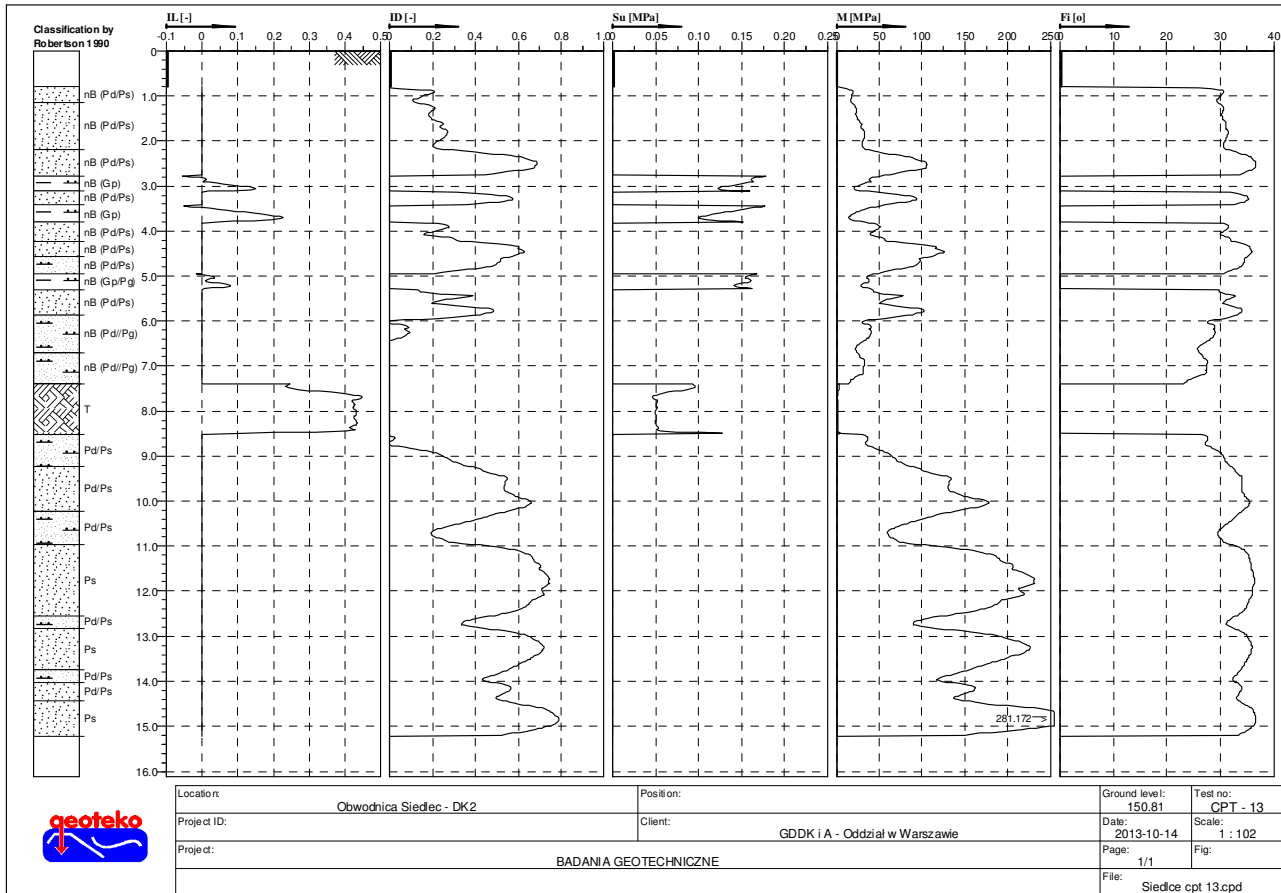 Classification by
Robertson 1990
IL [-]
ID [-]
Su [MPa]
M [MPa]
Fi [o]
-0.1 0 0.1 0.2 0.3 0.4 0.5
0 0.2 0.4 0.6 0.8 1.0
0 0.05 0.10 0.15 0.20 0.25
0 50 100 150 200 250
0 10 20 30 40
0
1.0
2.0
3.0
4.0
5.0
6.0
7.0
8.0
9.0
10.0
11.0
12.0
13.0
14.0
15.0
16.0
nB (Pd/Ps)
nB (Pd/Ps)
nB (Pd/Ps)
nB (Gp)
nB (Pd/Ps)
nB (Gp)
nB (Pd/Ps)
nB (Pd/Ps)
nB (Pd/Ps)
nB (Gp/Pg)
nB (Pd/Ps)
nB (Pd//Pg)
nB (Pd//Pg)
T
Pd/Ps
Pd/Ps
Pd/Ps
Ps
Pd/Ps
Ps
Pd/Ps
Pd/Ps
Ps
281.172
geoteko
Location:
Obwodnica Siedlec - DK2
Position:
Ground level:
150.81
Test no:
CPT - 13
Project ID:
Client:
GDDK i A - Oddział w Warszawie
Date:
2013-10-14
Scale:
1 : 102
Project:
BADANIA GEOTECHNICZNE
Page:
1/1
Fig:
File:
Siedlce cpt 13.cpd